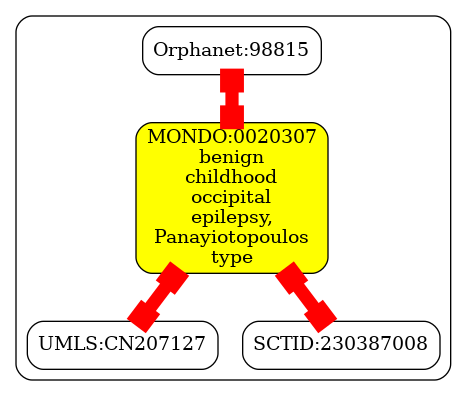 Orphanet:98815
MONDO:0020307
benign
childhood
occipital
epilepsy,
Panayiotopoulos
type
UMLS:CN207127
SCTID:230387008